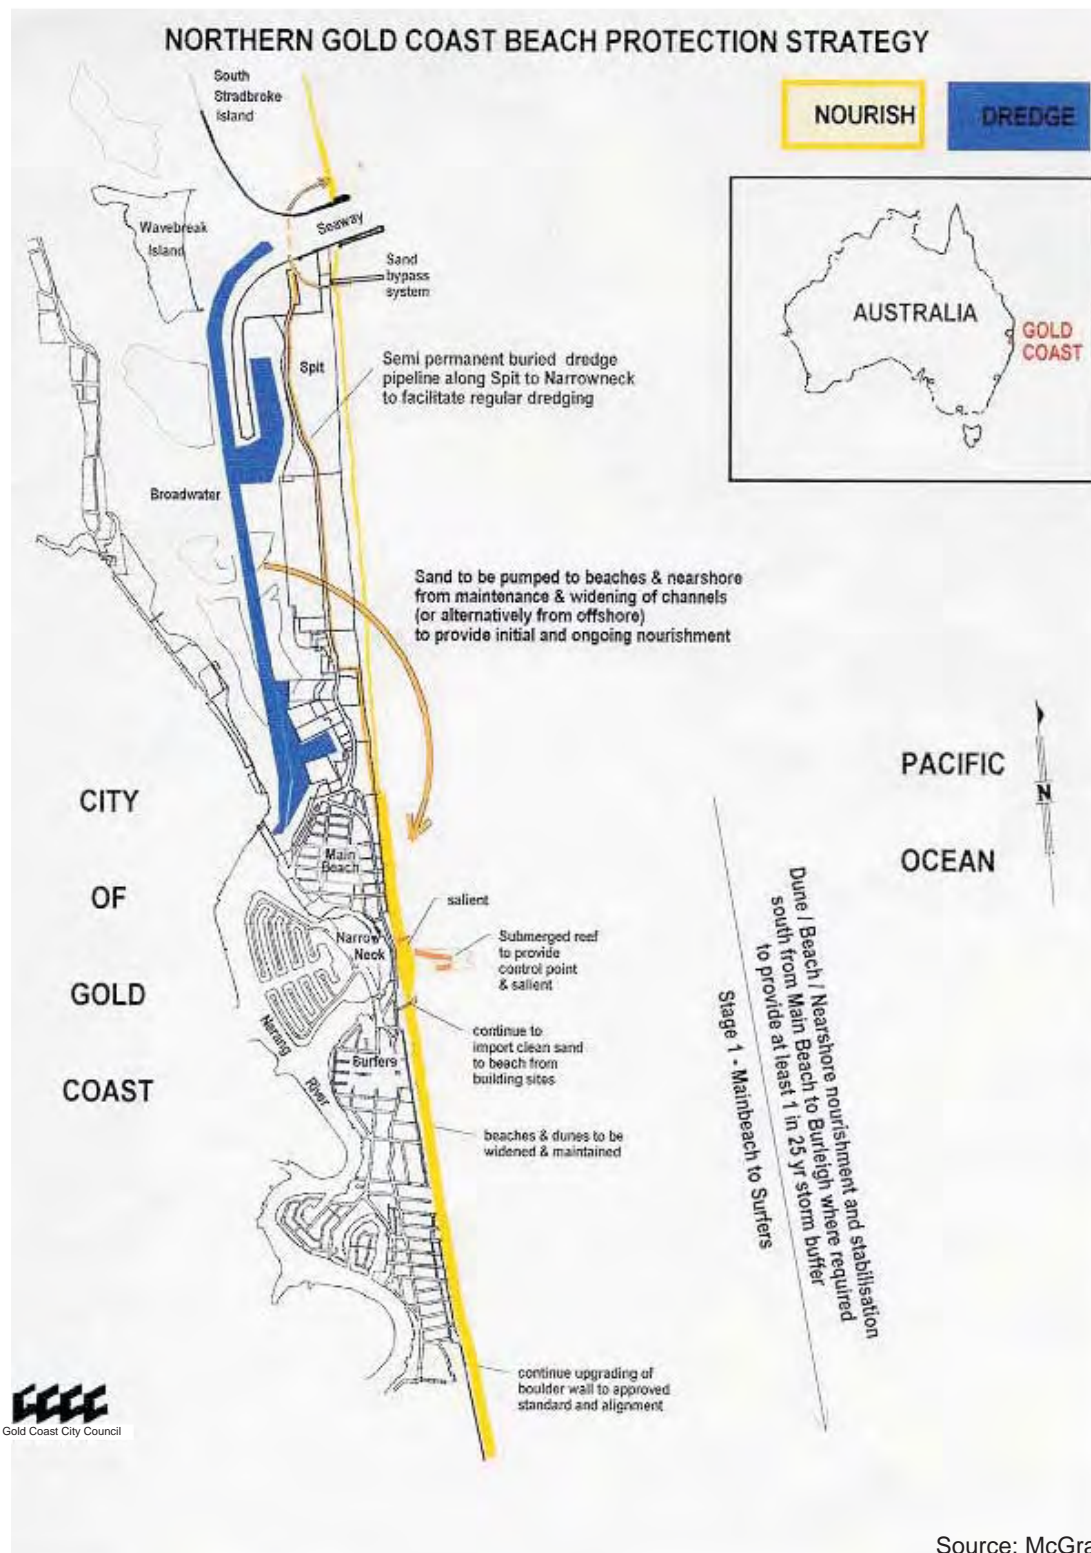 NORTHERN GOLD COAST BEACH PROTECTION STRATEGY
South
Stradbroke
Island
NOURISH
DREDGE
Wavebreak
Island
Seaway
Sand
bypass
system
AUSTRALIA
GOLD
COAST
Spit
Semi permanent buried dredge
pipeline along Spit to Narrowneck
to facilitate regular dredging
Broadwater
Sand to be pumped to beaches & nearshore
from maintenance & widening of channels
(or alternatively from offshore)
to provide initial and ongoing nourishment
PACIFIC
OCEAN
N
CITY
OF
GOLD
COAST
Main
Beach
salient
Narrow
Neck
Submerged reef
to provide
control point
& salient
Nerang
River
Surfers
continue to
import clean sand
to beach from
building sites
beaches & dunes to be
widened & maintained
Dune / Beach / Nearshore nourishment and stabilisation
south from Main Beach to Burleigh where required
to provide at least 1 in 25 yr storm buffer
Stage 1 - Mainbeach to Surfers
continue upgrading of
boulder wall to approved
standard and alignment
GCCC
Gold Coast City Council
Source: McGra